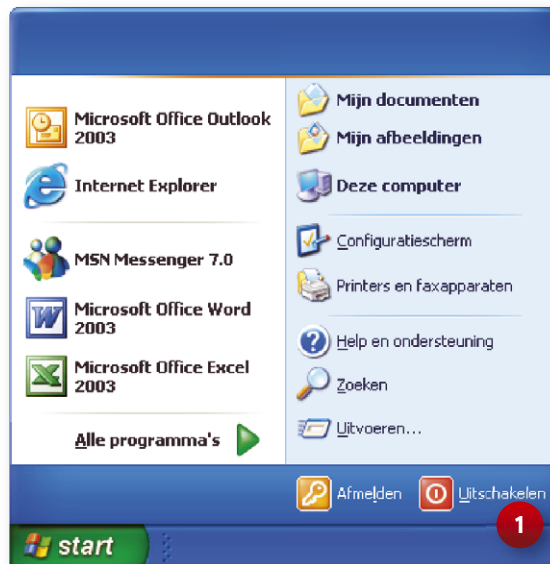 Microsoft Office Outlook
2003
Internet Explorer
MSN Messenger 7.0
Microsoft Office Word
2003
Microsoft Office Excel
2003
Alle programma's
Mijn documenten
Mijn afbeeldingen
Deze computer
Configuratiescherm
Printers en faxapparaten
Help en ondersteuning
Zoeken
Uitvoeren...
Afmelden
Uitschakelen
1
start